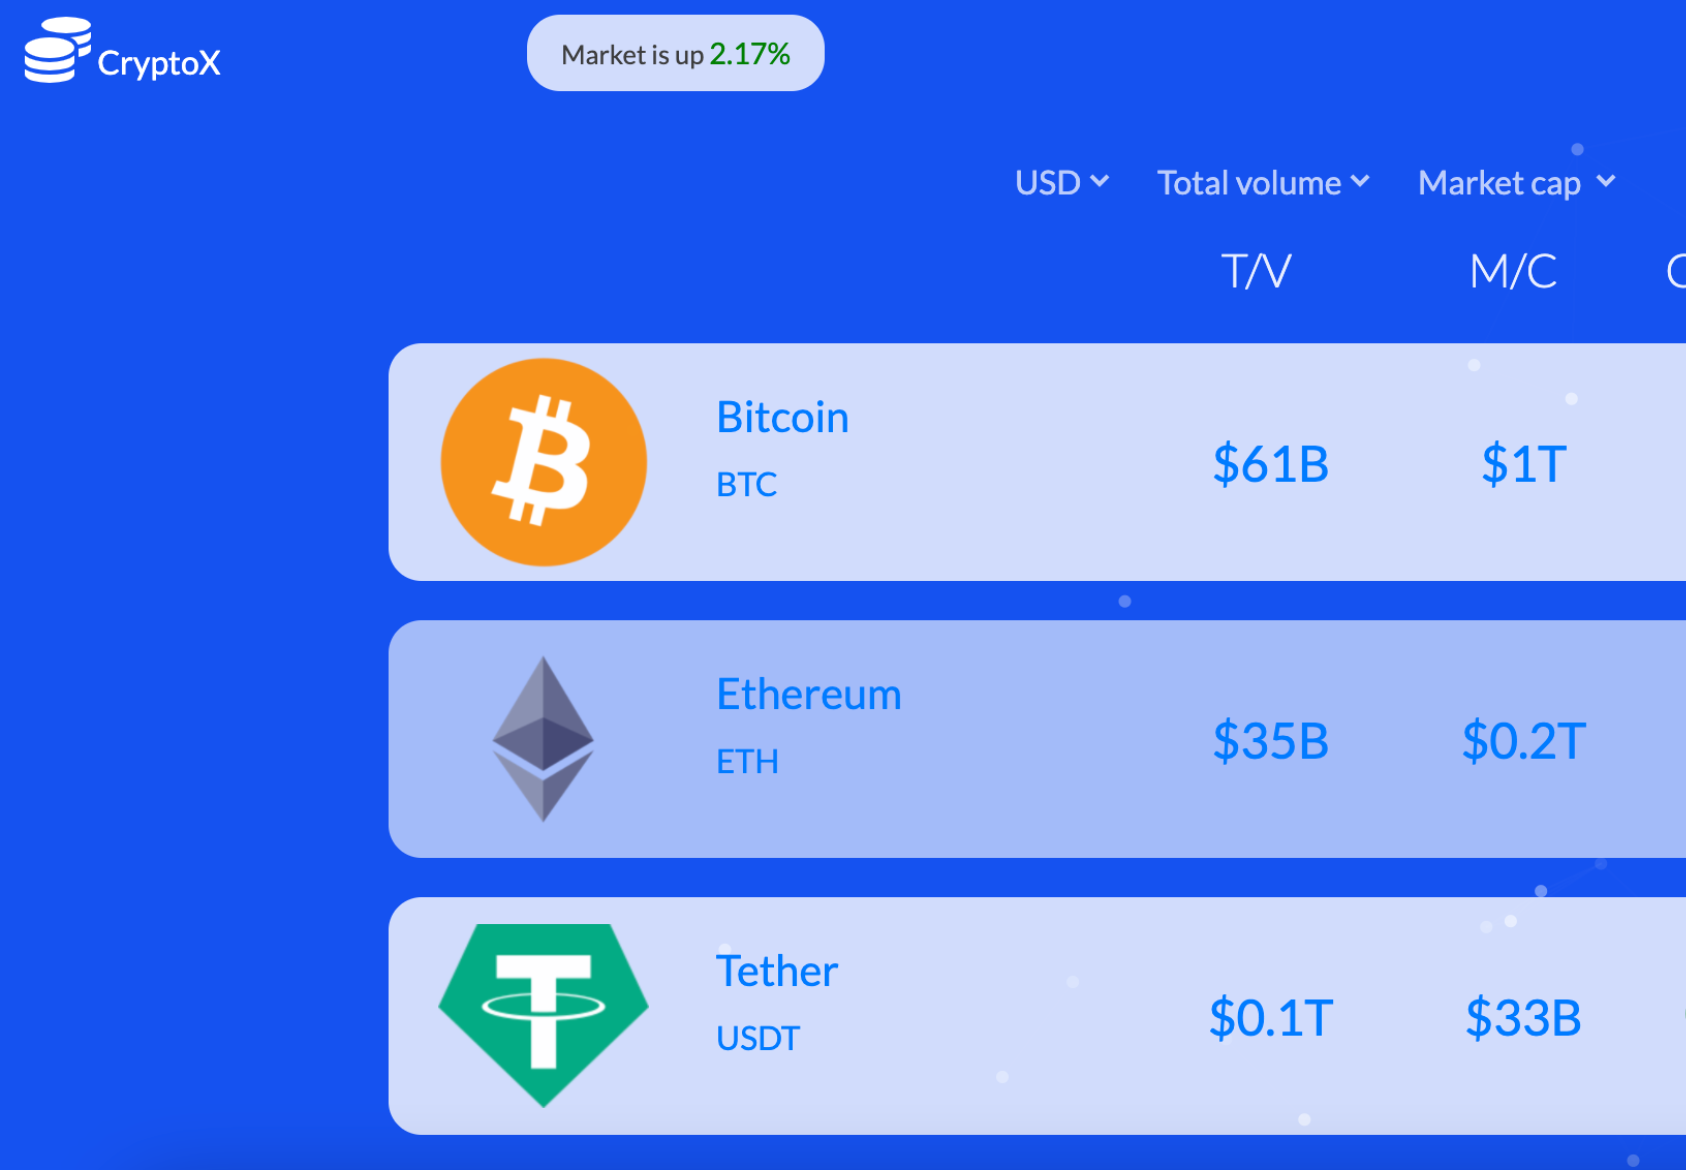 CryptoX
Market is up 2.17%
USD Total volume Market cap
T/V M/C
Bitcoin
BTC
$61B $1T
Ethereum
ETH
$35B $0.2T
Tether
USDT
$0.1T $33B